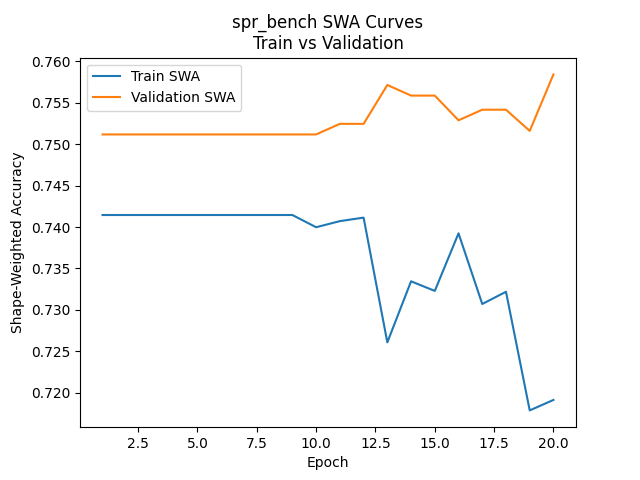 spr_bench SWA Curves
Train vs Validation
Train SWA
Validation SWA
Shape-Weighted Accuracy
0.760
0.755
0.750
0.745
0.740
0.735
0.730
0.725
0.720
2.5 5.0 7.5 10.0 12.5 15.0 17.5 20.0
Epoch